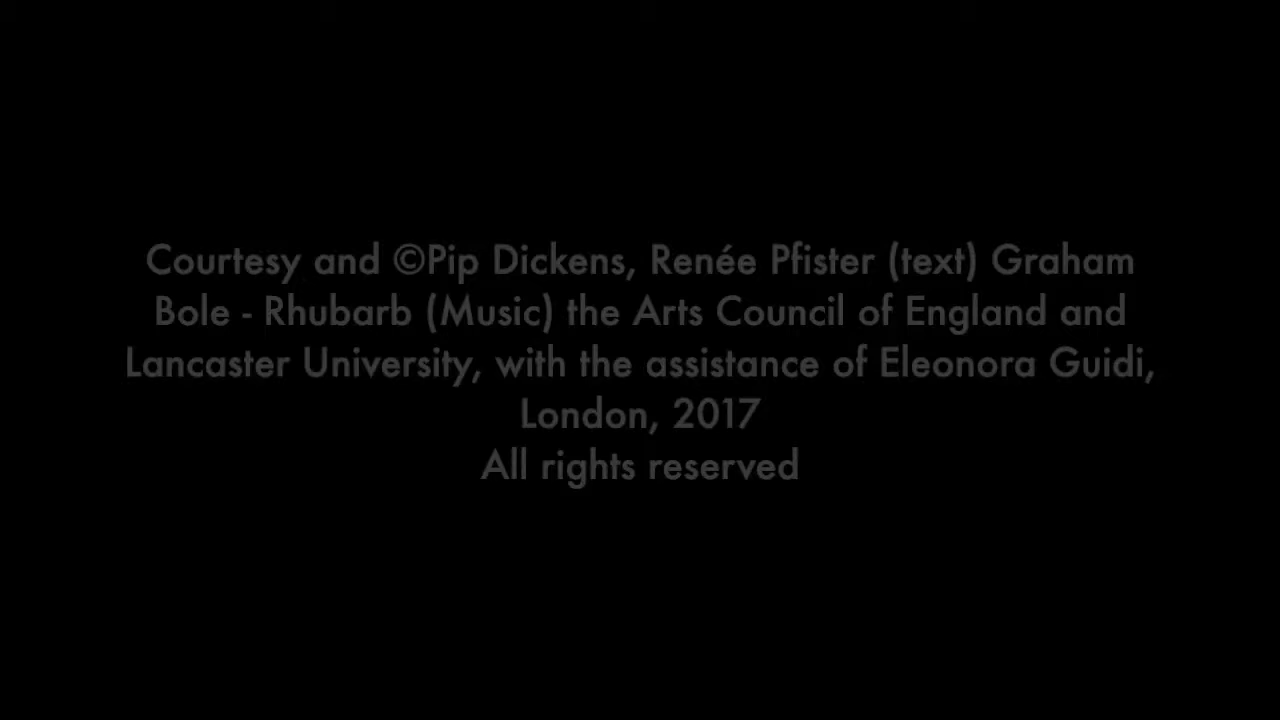 Courtesy and ©Pip Dickens, Renée Pfister (text) Graham
Bole - Rhubarb (Music) the Arts Council of England and
Lancaster University, with the assistance of Eleonora Guidi,
London, 2017
All rights reserved